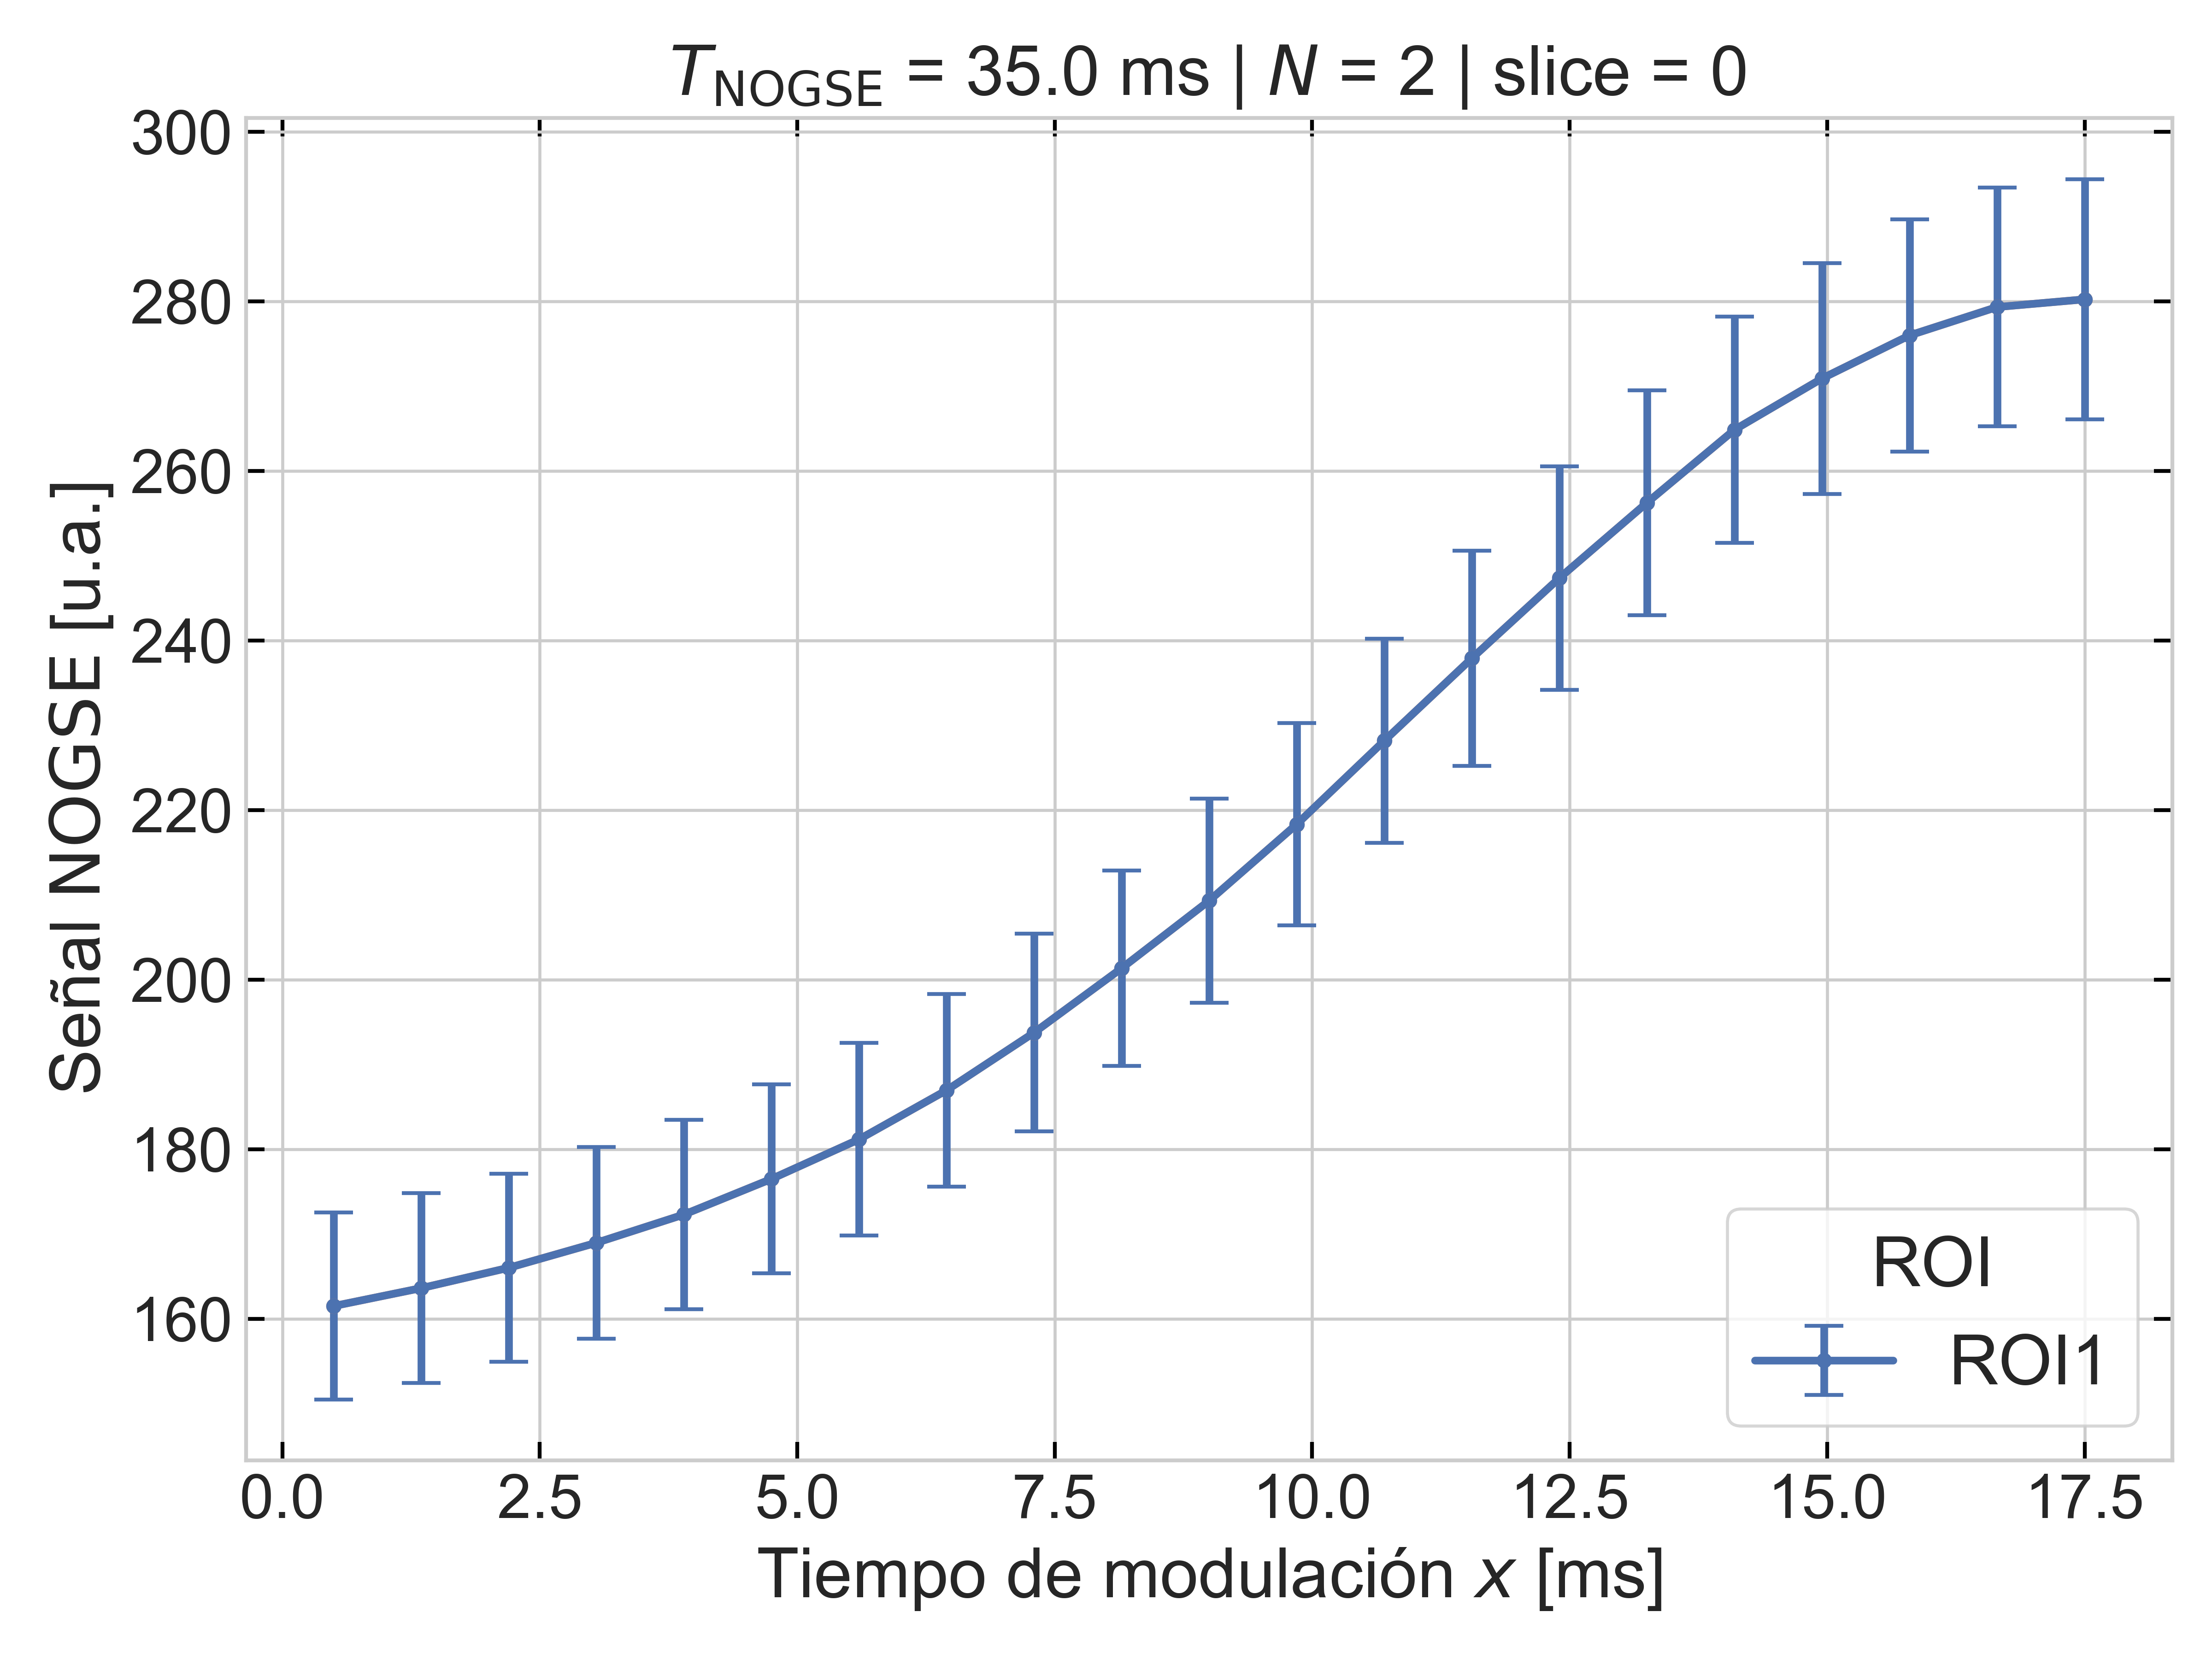 T_NOGSE = 35.0 ms | N = 2 | slice = 0
Señal NOGSE [u.a.]
300
280
260
240
220
200
180
160
ROI
ROI1
0.0 2.5 5.0 7.5 10.0 12.5 15.0 17.5
Tiempo de modulación x [ms]